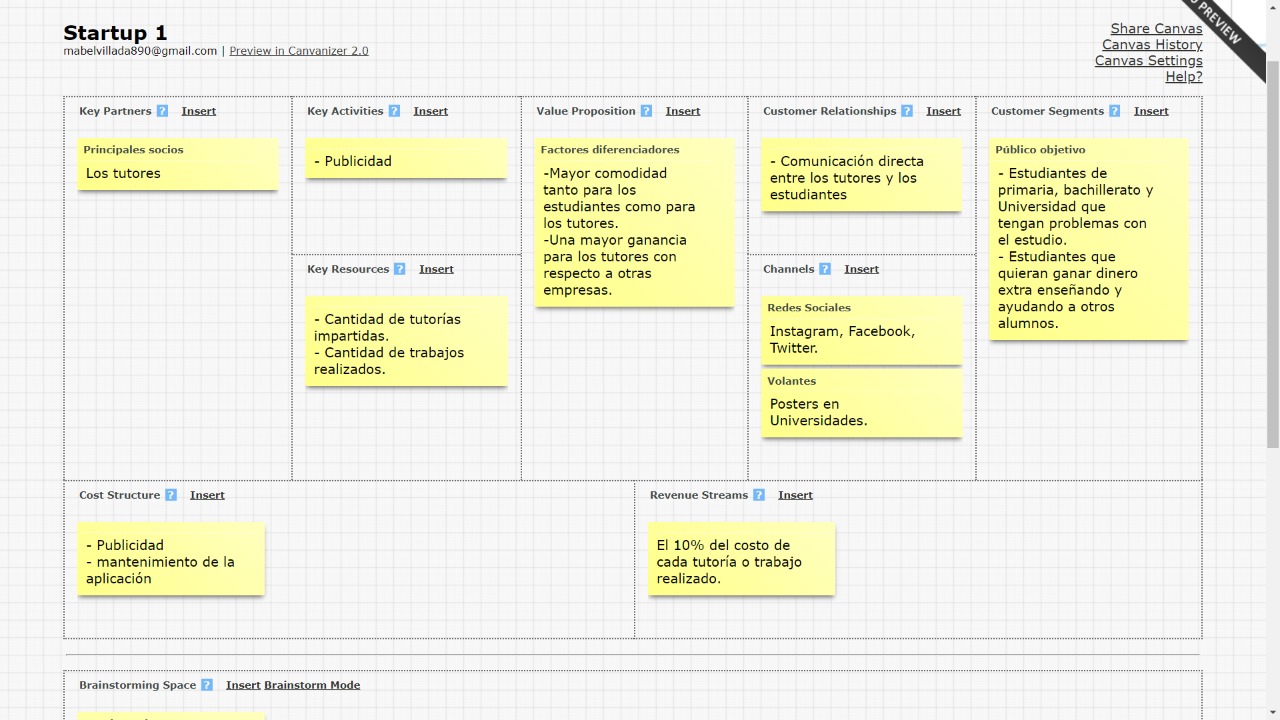 Startup 1
mabelvillada890@gmail.com | Preview in Canvanizer 2.0
PREVIEW
Share Canvas
Canvas History
Canvas Settings
Help?
Key Partners ? Insert
Principales socios
Los tutores
Key Activities ? Insert
- Publicidad
Key Resources ? Insert
- Cantidad de tutorías
impartidas.
- Cantidad de trabajos
realizados.
Value Proposition ? Insert
Factores diferenciadores
-Mayor comodidad
tanto para los
estudiantes como para
los tutores.
-Una mayor ganancia
para los tutores con
respecto a otras
empresas.
Customer Relationships ? Insert
- Comunicación directa
entre los tutores y los
estudiantes
Channels ? Insert
Redes Sociales
Instagram, Facebook,
Twitter.
Volantes
Posters en
Universidades.
Customer Segments ? Insert
Público objetivo
- Estudiantes de
primaria, bachillerato y
Universidad que
tengan problemas con
el estudio.
- Estudiantes que
quieran ganar dinero
extra enseñando y
ayudando a otros
alumnos.
Cost Structure ? Insert
- Publicidad
- mantenimiento de la
aplicación
Revenue Streams ? Insert
El 10% del costo de
cada tutoría o trabajo
realizado.
Brainstorming Space ? Insert Brainstorm Mode